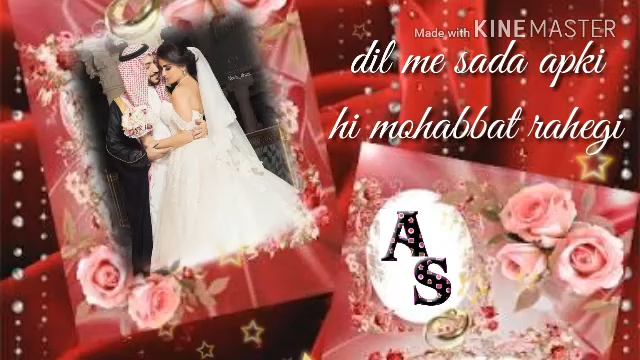 Made with KINEMASTER
dil me sada apki
hi mohabbat rahegi
A
S